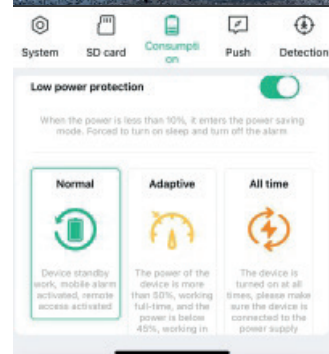 System SD card Consumpti Push Detection
on
Low power protection
When the power is less than 10%, it enters the power saving
mode. Forced to turn on sleep and turn off the alarm
Normal Adaptive All time
Device standby
work, mobile alarm
activated, remote
access activated
The power of the
device is more
than 50%, working
full-time, and the
power is below
45%, working in
The device is
turned on at all
times, please make
sure the device is
connected to the
power supply